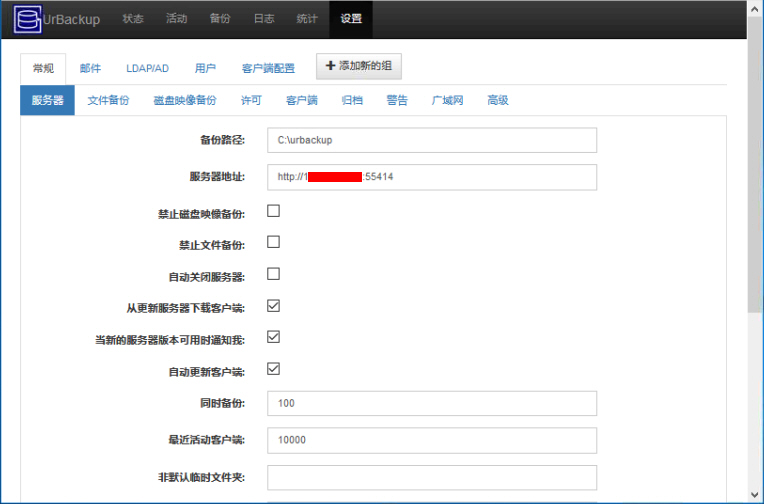 UrBackup 状态 活动 备份 日志 统计 设置
常规 邮件 LDAP/AD 用户 客户端配置 添加新的组
服务器 文件备份 磁盘映像备份 许可 客户端 归档 警告 广域网 高级
备份路径: C:\urbackup
服务器地址: http://1 :55414
禁止磁盘映像备份:
禁止文件备份:
自动关闭服务器:
从更新服务器下载客户端:
当新的服务器版本可用时通知我:
自动更新客户端:
同时备份: 100
最近活动客户端: 10000
非默认临时文件夹: